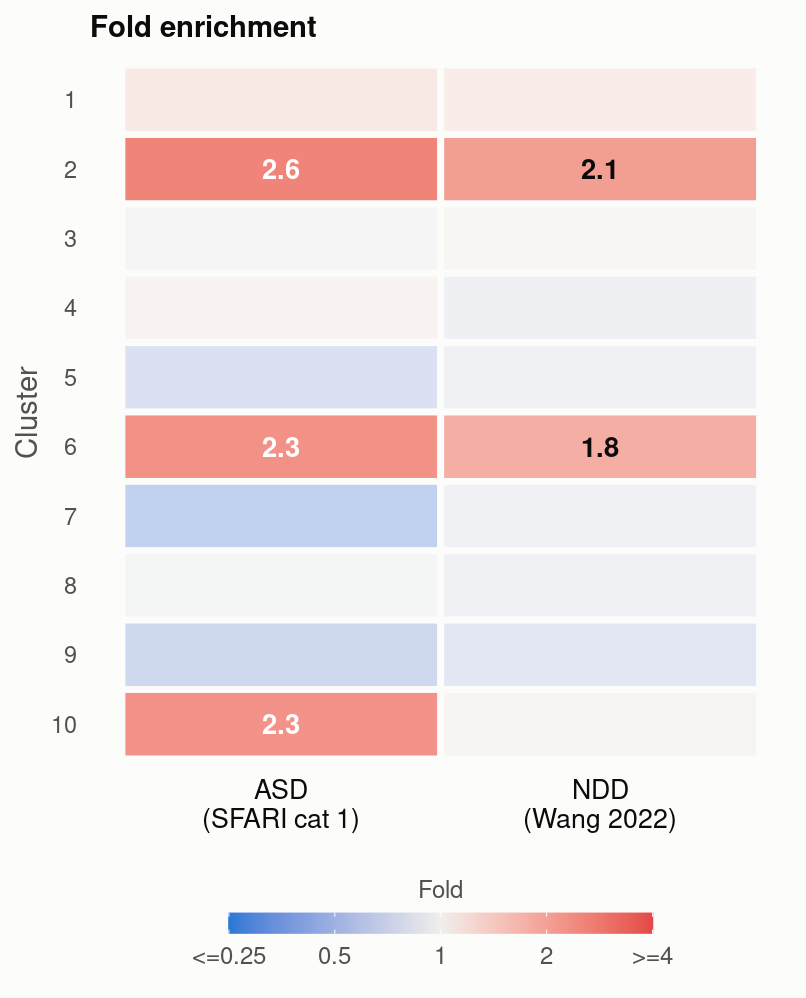 Fold enrichment
1
2
2.6
2.1
3
4
5
Cluster
6
2.3
1.8
7
8
9
10
2.3
ASD
(SFARI cat 1)
NDD
(Wang 2022)
Fold
<=0.25
0.5
1
2
>=4